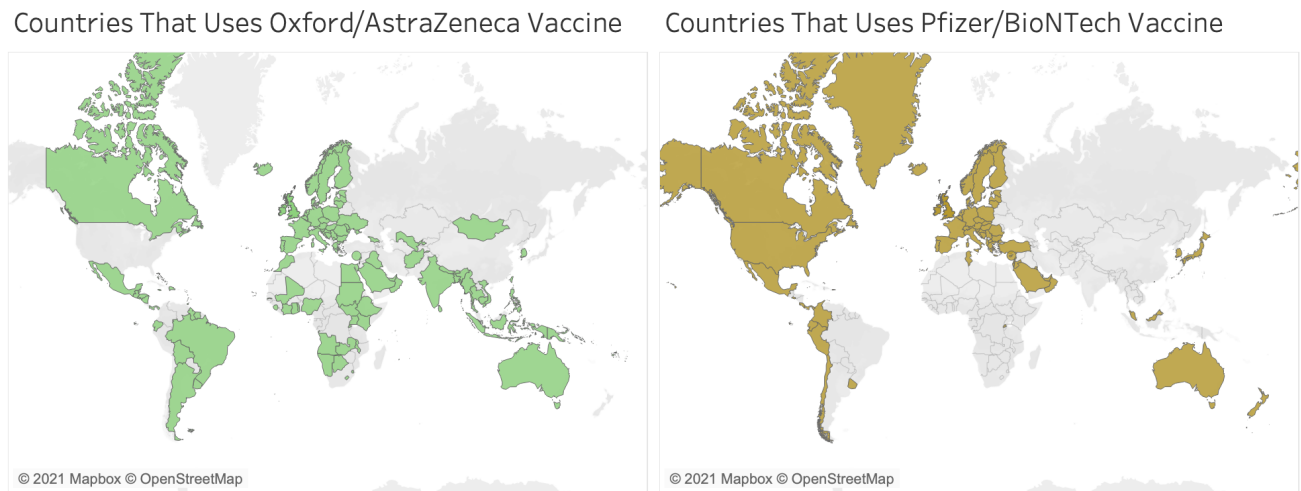 Countries That Uses Oxford/AstraZeneca Vaccine
Countries That Uses Pfizer/BioNTech Vaccine
© 2021 Mapbox © OpenStreetMap
© 2021 Mapbox © OpenStreetMap